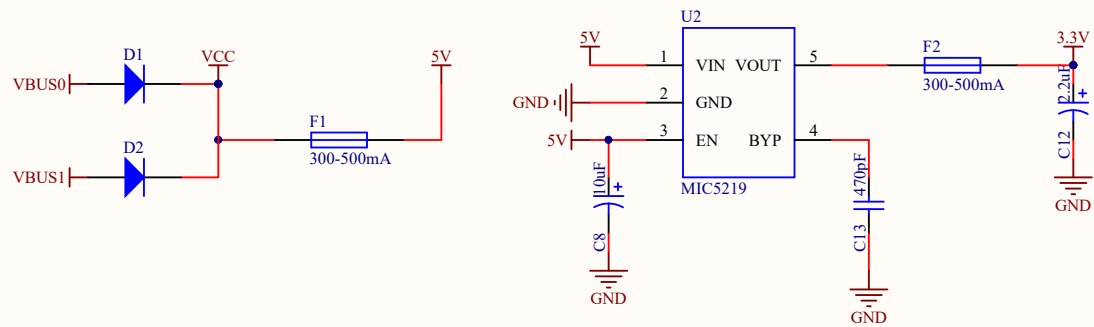 D1
VBUS0
VCC
5V
F1
300-500mA
D2
VBUS1
U2
5V
1
VIN
VOUT
5
F2
300-500mA
3.3V
GND
2
GND
5V
3
EN
BYP
4
MIC5219
10uF
C8
GND
470pF
C13
GND
2.2uF
C12
GND